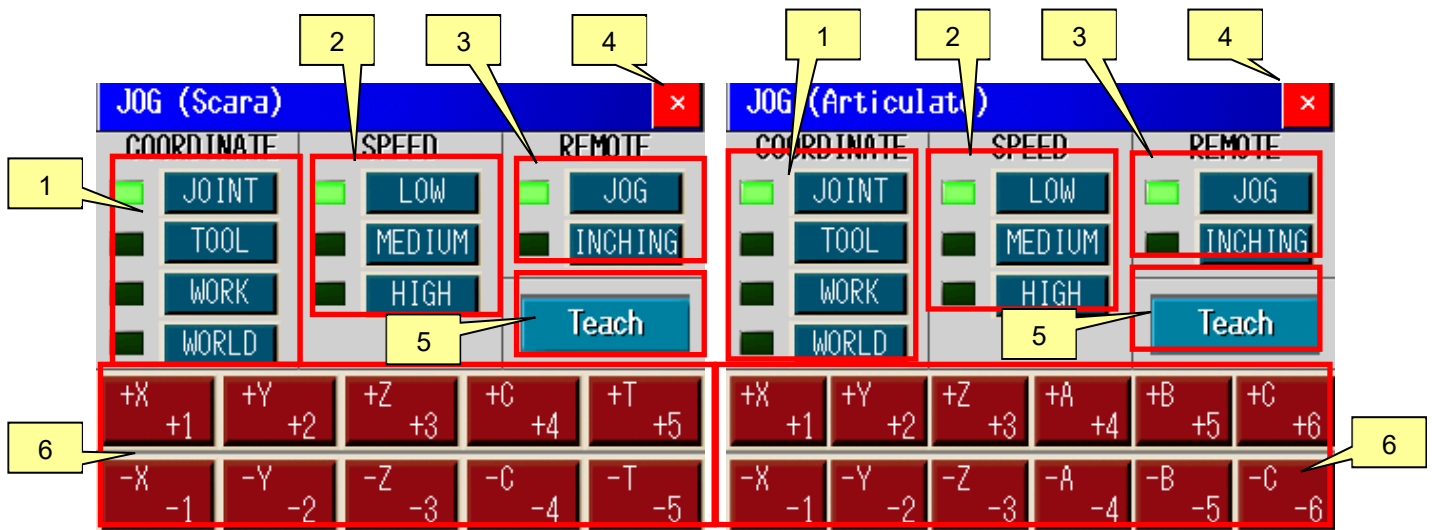 1
2
3
4
1
2
3
4
5
5
6
6
JOG (Scara)
×
COORDINATE
SPEED
REMOTE
JOINT
LOW
JOG
TOOL
MEDIUM
INCHING
WORK
HIGH
WORLD
Teach
+X +1
+Y +2
+Z +3
+C +4
+T +5
-X -1
-Y -2
-Z -3
-C -4
-T -5
JOG (Articulate)
×
COORDINATE
SPEED
REMOTE
JOINT
LOW
JOG
TOOL
MEDIUM
INCHING
WORK
HIGH
WORLD
Teach
+X +1
+Y +2
+Z +3
+A +4
+B +5
+C +6
-X -1
-Y -2
-Z -3
-A -4
-B -5
-C -6